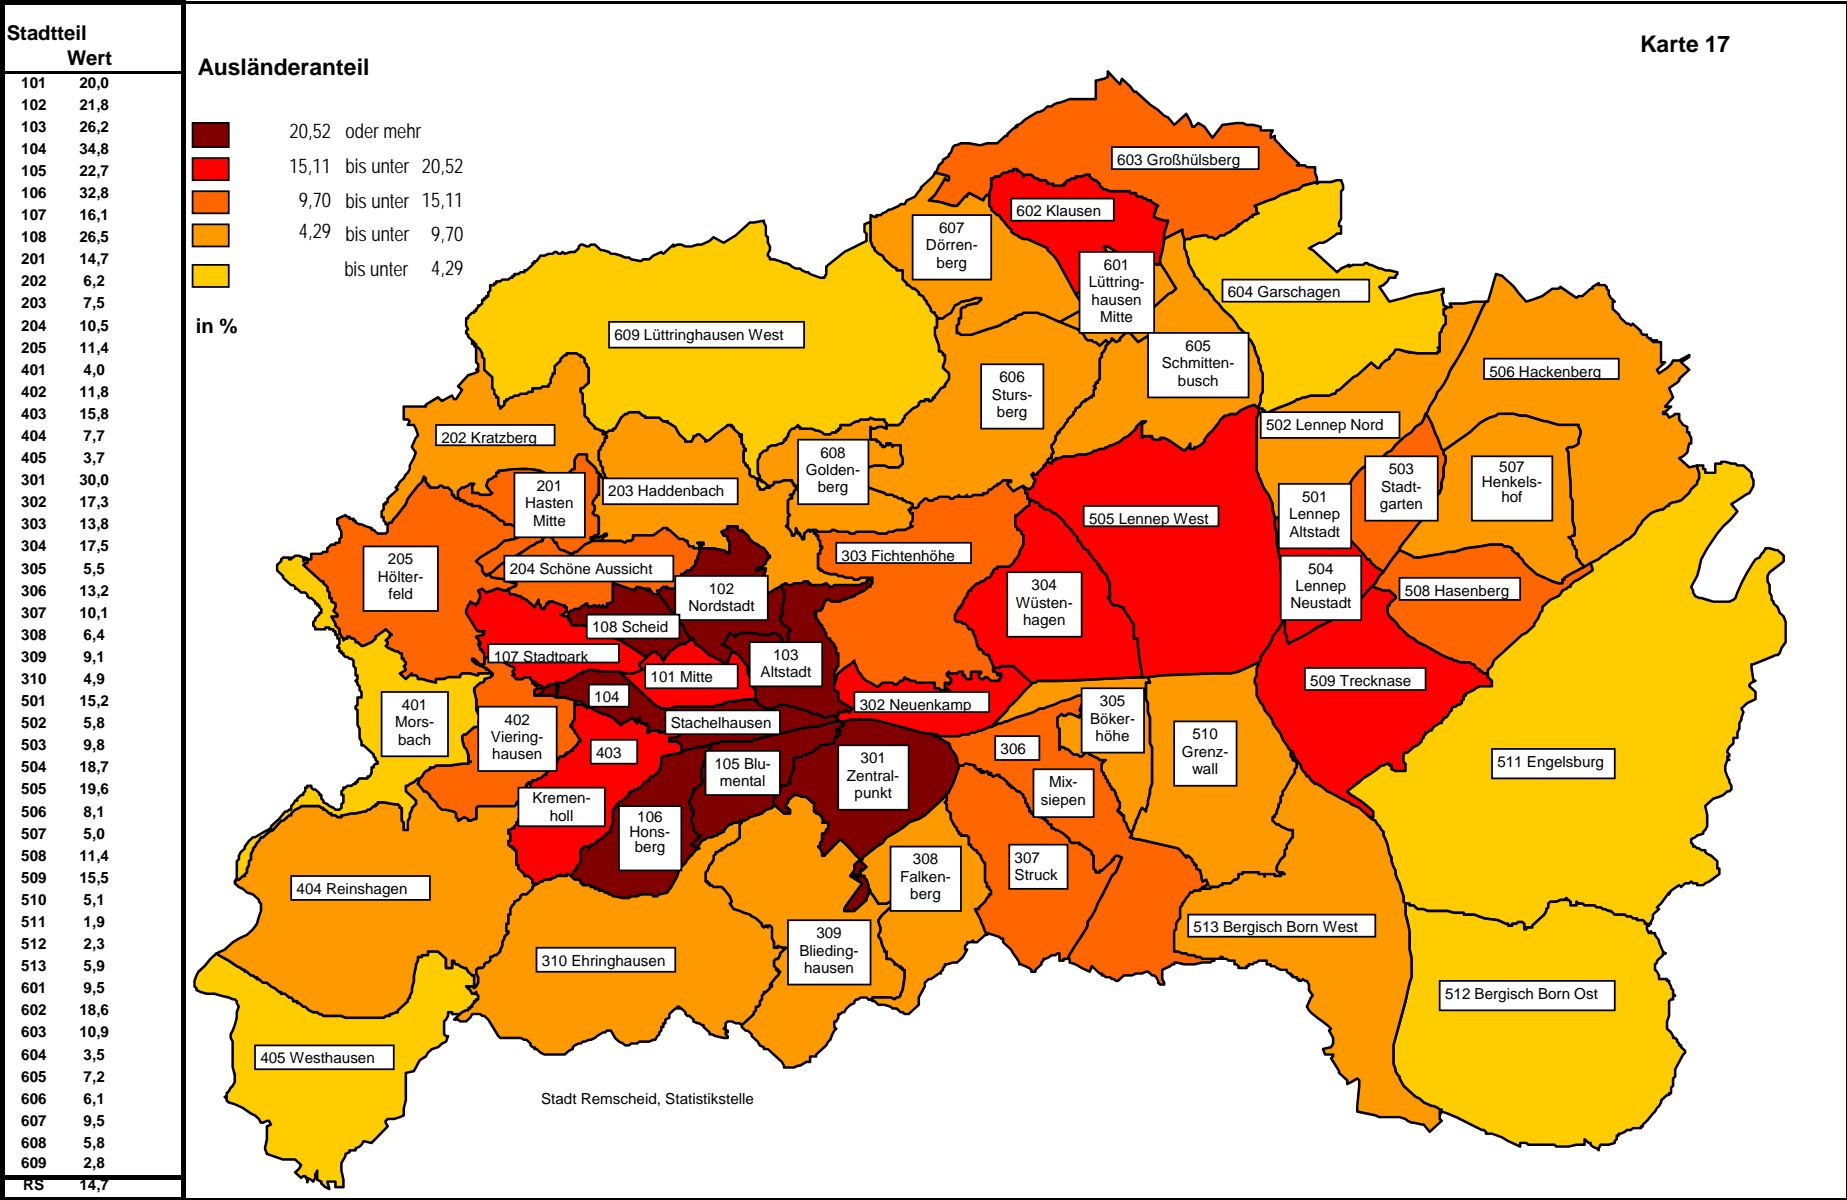 Stadtteil
Wert
101 20,0
102 21,8
103 26,2
104 34,8
105 22,7
106 32,8
107 16,1
108 26,5
201 14,7
202 6,2
203 7,5
204 10,5
205 11,4
401 4,0
402 11,8
403 15,8
404 7,7
405 3,7
301 30,0
302 17,3
303 13,8
304 17,5
305 5,5
306 13,2
307 10,1
308 6,4
309 9,1
310 4,9
501 15,2
502 5,8
503 9,8
504 18,7
505 19,6
506 8,1
507 5,0
508 11,4
509 15,5
510 5,1
511 1,9
512 2,3
513 5,9
601 9,5
602 18,6
603 10,9
604 3,5
605 7,2
606 6,1
607 9,5
608 5,8
609 2,8
RS 14,7
Ausländeranteil
20,52 oder mehr
15,11 bis unter 20,52
9,70 bis unter 15,11
4,29 bis unter 9,70
bis unter 4,29
in %
Karte 17
603 Großhülsberg
602 Klausen
607
Dörren-
berg
601
Lüttring-
hausen
Mitte
604 Garschagen
609 Lüttringhausen West
605
Schmitten-
busch
606
Sturs-
berg
506 Hackenberg
202 Kratzberg
502 Lennep Nord
608
Golden-
berg
503
Stadt-
garten
507
Henkels-
hof
201
Hasten
Mitte
203 Haddenbach
501
Lennep
Altstadt
505 Lennep West
205
Hölter-
feld
204 Schöne Aussicht
303 Fichtenhöhe
102
Nordstadt
304
Wüsten-
hagen
504
Lennep
Neustadt
508 Hasenberg
108 Scheid
107 Stadtpark
103
Altstadt
101 Mitte
509 Trecknase
104
Stachelhausen
302 Neuenkamp
305
Böker-
höhe
401
Mors-
bach
402
Viering-
hausen
403
Kremen-
holl
306
Mix-
siepen
510
Grenz-
wall
105 Blu-
mental
301
Zentral-
punkt
511 Engelsburg
106
Hons-
berg
307
Struck
308
Falken-
berg
404 Reinshagen
309
Blieding-
hausen
513 Bergisch Born West
310 Ehringhausen
512 Bergisch Born Ost
405 Westhausen
Stadt Remscheid, Statistikstelle